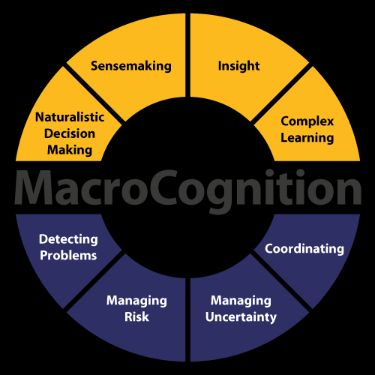 Sensemaking
Insight
Naturalistic
Decision
Making
Complex
Learning
MacroCognition
Detecting
Problems
Coordinating
Managing
Risk
Managing
Uncertainty